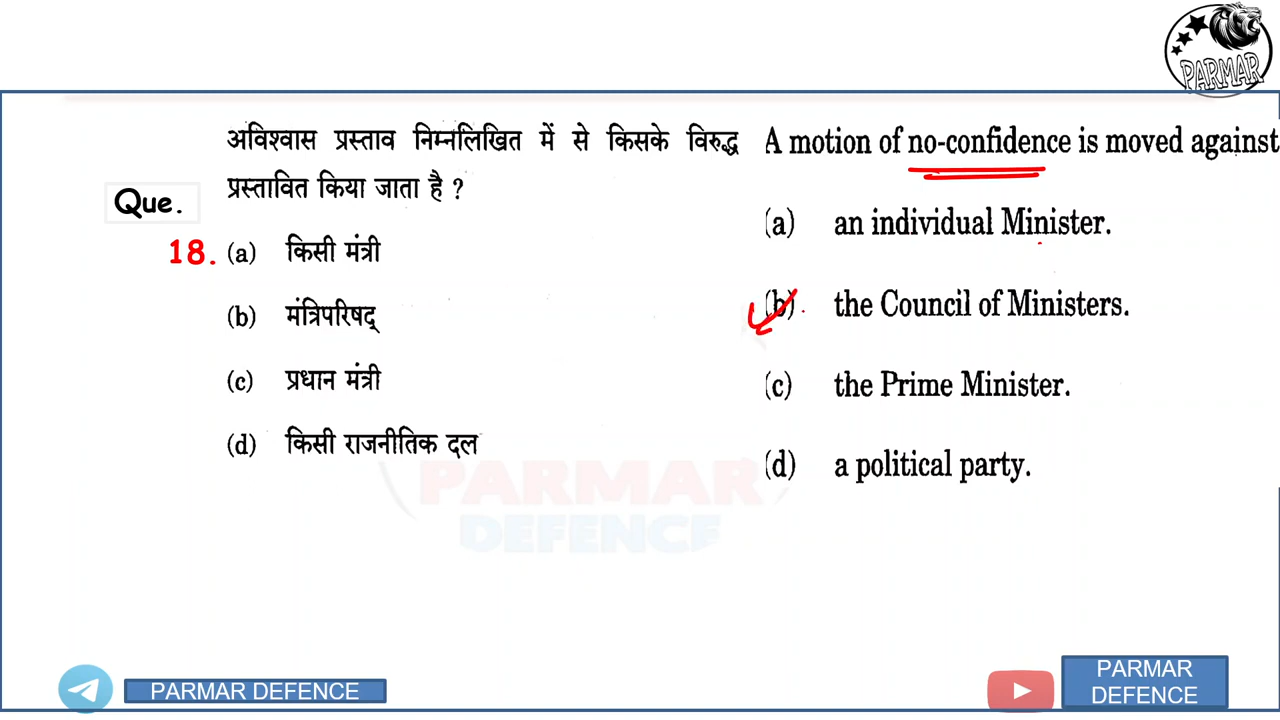 PARMAR
अविश्वास प्रस्ताव निम्नलिखित में से किसके विरुद्ध
प्रस्तावित किया जाता है ?
Que.
18.
(a) किसी मंत्री
(b) मंत्रिपरिषद्
(c) प्रधान मंत्री
(d) किसी राजनीतिक दल
A motion of no-confidence is moved against
(a) an individual Minister.
(b) the Council of Ministers.
(c) the Prime Minister.
(d) a political party.
PARMAR
DEFENCE
PARMAR DEFENCE
PARMAR
DEFENCE